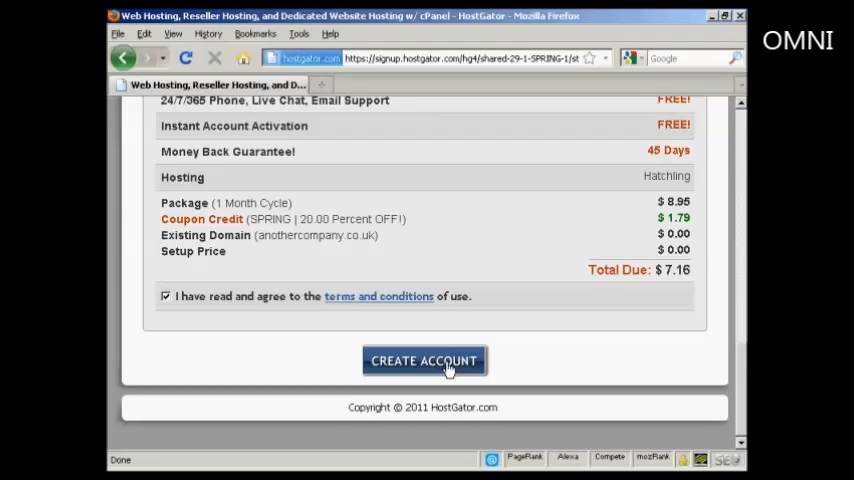 Web Hosting, Reseller Hosting, and Dedicated Website Hosting w/ cPanel - HostGator - Mozilla Firefox
OMNI
File Edit View History Bookmarks Tools Help
hostgator.com https://signup.hostgator.com/hg4/shared-29-1-SPRING-1/st Google
Web Hosting, Reseller Hosting, and D...
24/7/365 Phone, Live Chat, Email Support FREE!
Instant Account Activation FREE!
Money Back Guarantee! 45 Days
Hosting Hatchling
Package (1 Month Cycle) $ 8.95
Coupon Credit (SPRING | 20.00 Percent OFF!) $ 1.79
Existing Domain (anothercompany.co.uk) $ 0.00
Setup Price $ 0.00
Total Due: $ 7.16
I have read and agree to the terms and conditions of use.
CREATE ACCOUNT
Copyright © 2011 HostGator.com
Done PageRank Alexa Compete mozRank SEO